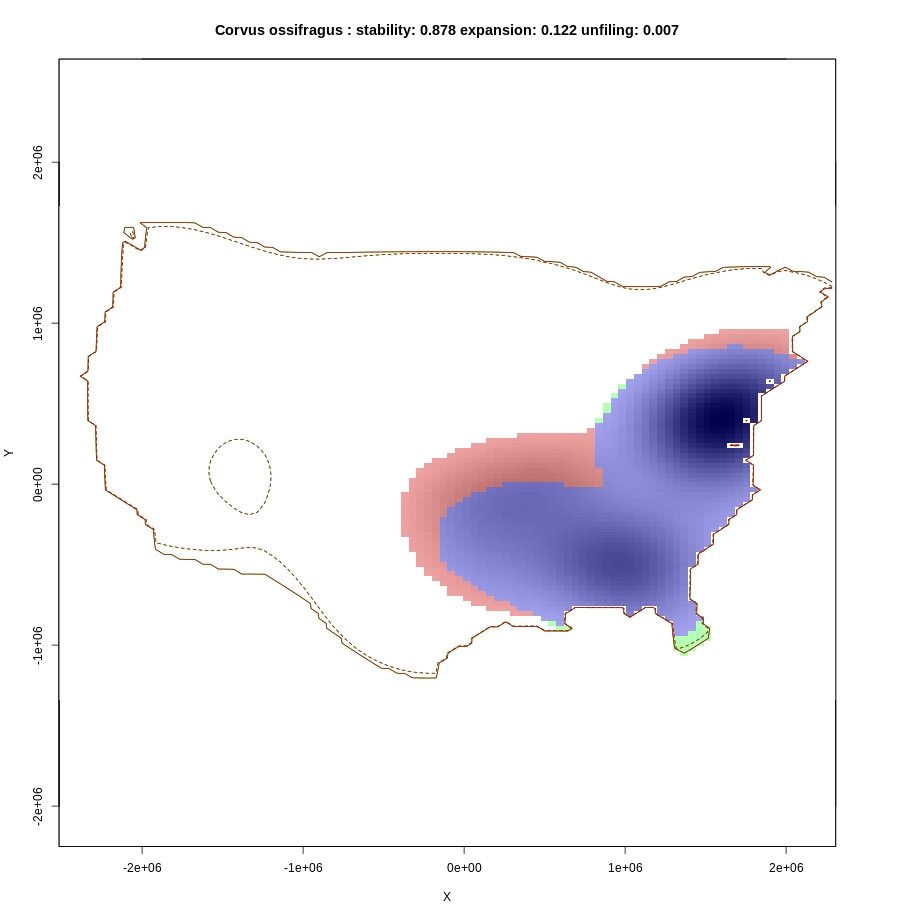 Corvus ossifragus : stability: 0.878 expansion: 0.122 unfiling: 0.007
2e+06
1e+06
0e+00
-1e+06
-2e+06
Y
-2e+06 -1e+06 0e+00 1e+06 2e+06
X